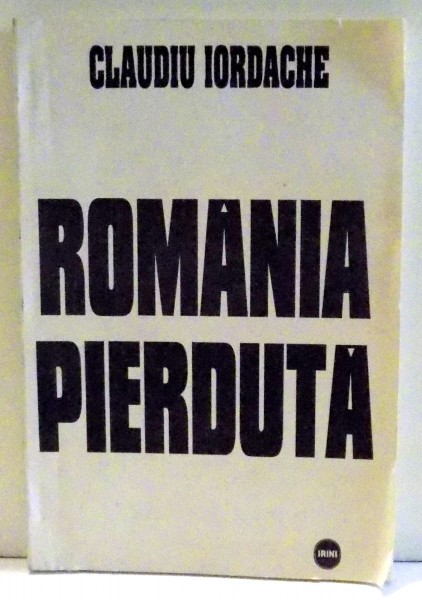 CLAUDIU IORDACHE
ROMÂNIA
PIERDUTĂ
IRINI